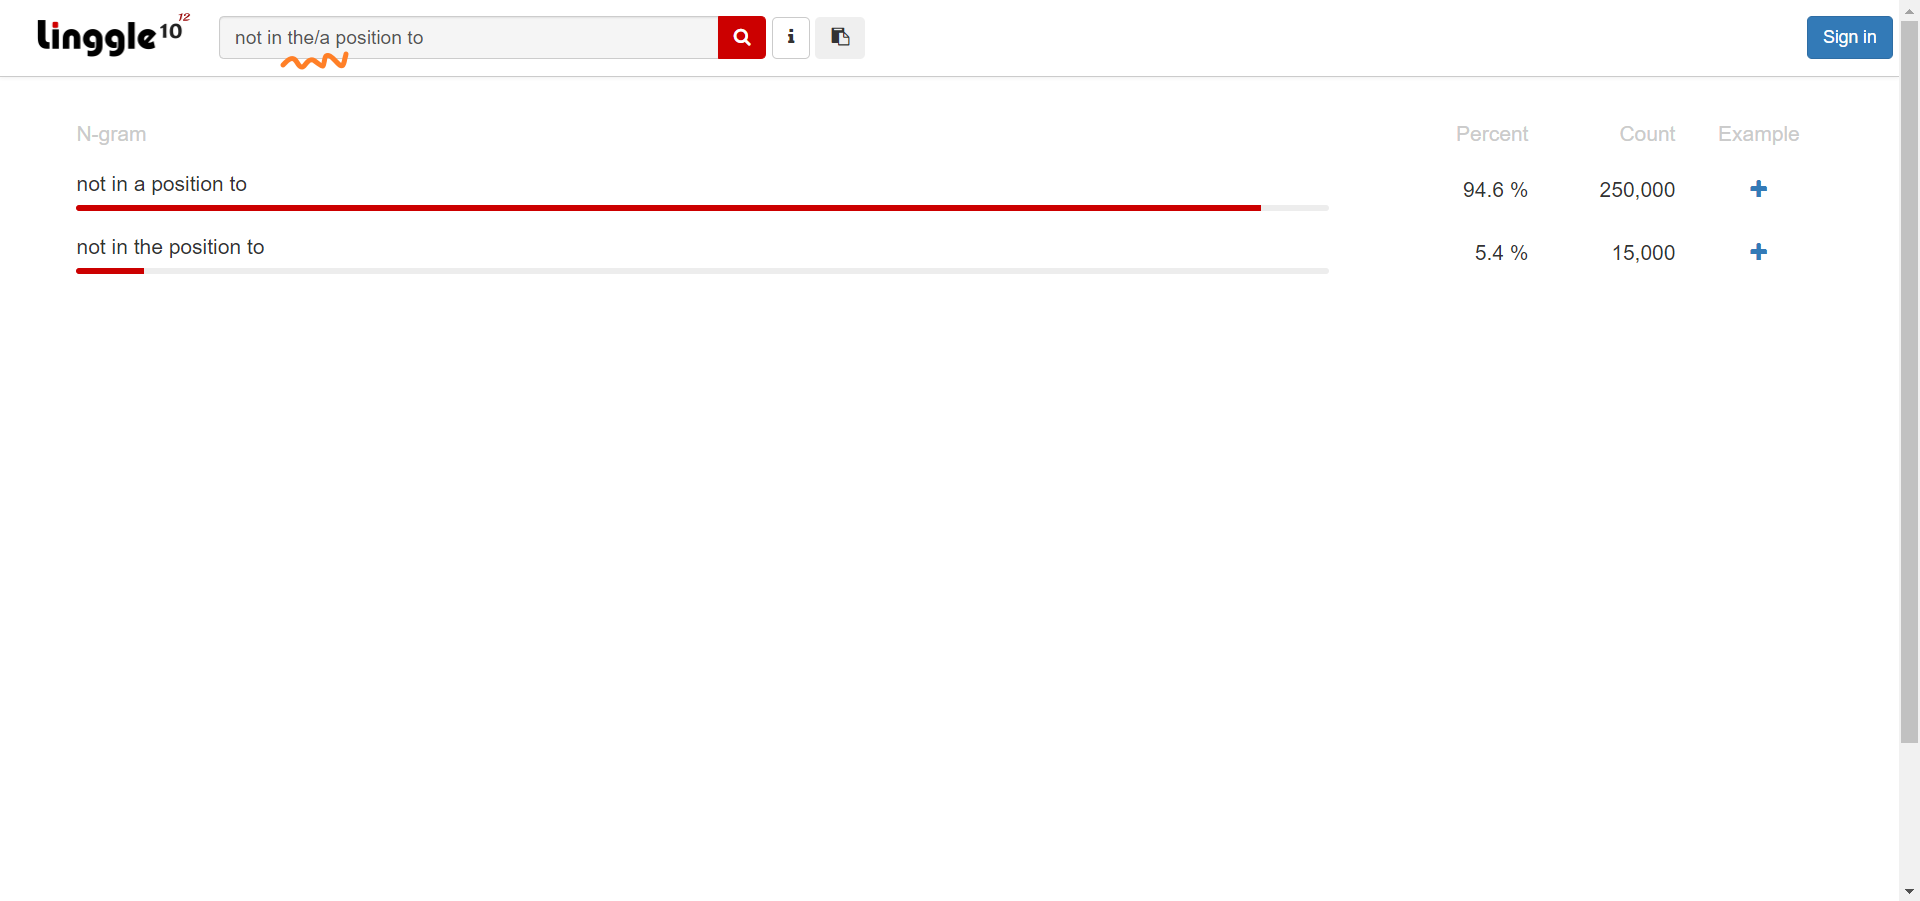 Linggle 10 12
not in the/a position to
Sign in
N-gram Percent Count Example
not in a position to 94.6 % 250,000
not in the position to 5.4 % 15,000